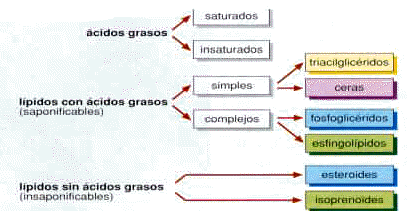 ácidos grasos
saturados
insaturados
lípidos con ácidos grasos
(saponificables)
simples
complejos
triacilglicéridos
ceras
fosfoglicéridos
esfingolípidos
lípidos sin ácidos grasos
(insaponificables)
esteroides
isoprenoides